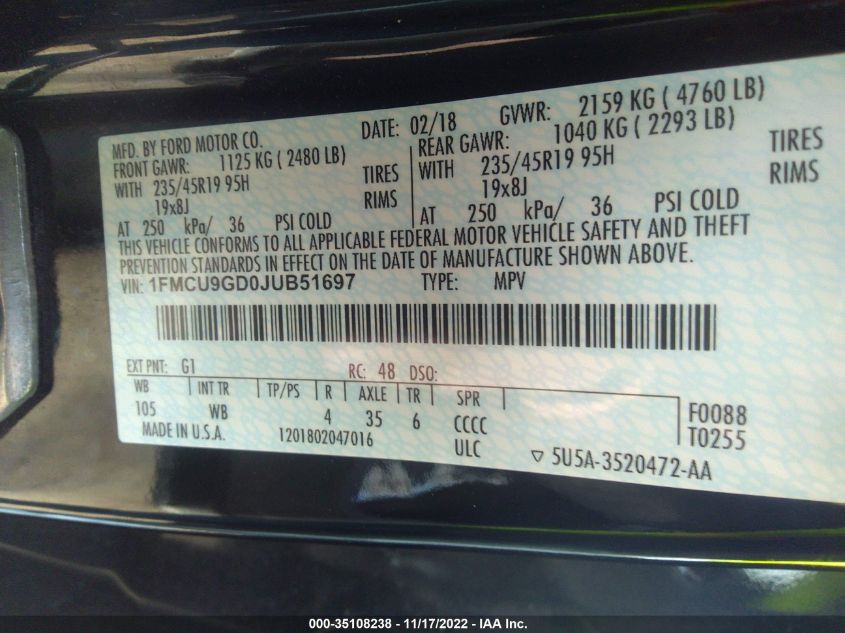 MFD. BY FORD MOTOR CO.
DATE: 02/18 GVWR: 2159 KG ( 4760 LB)
FRONT GAWR: 1125 KG ( 2480 LB)
WITH 235/45R19 95H TIRES
19x8J RIMS
AT 250 kPa/ 36 PSI COLD
REAR GAWR: 1040 KG ( 2293 LB)
WITH 235/45R19 95H TIRES
19x8J RIMS
AT 250 kPa/ 36 PSI COLD
THIS VEHICLE CONFORMS TO ALL APPLICABLE FEDERAL MOTOR VEHICLE SAFETY AND THEFT
PREVENTION STANDARDS IN EFFECT ON THE DATE OF MANUFACTURE SHOWN ABOVE.
VIN: 1FMCU9GD0JUB51697 TYPE: MPV
EXT PNT: G1 RC: 48 DSO:
WB INT TR TP/PS R AXLE TR SPR
105 WB 4 35 6 CCCC F0088
MADE IN U.S.A. 1201802047016 ULC T0255
▽ 5U5A-3520472-AA
000-35108238 - 11/17/2022 - IAA Inc.